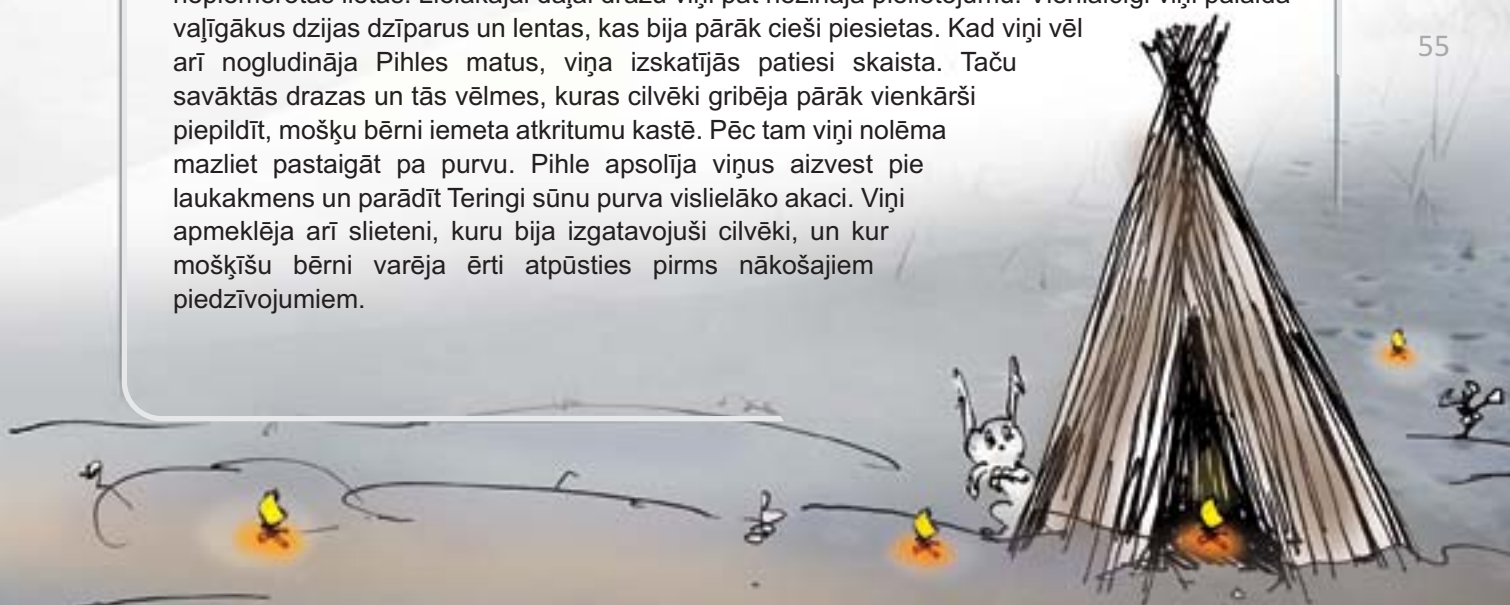 vaļīgākus dzijas dzīparus un lentas, kas bija pārāk cieši piesietas. Kad viņi vēl
arī nogludināja Pihles matus, viņa izskatījās patiesi skaista. Taču
savāktās drazas un tās vēlmes, kuras cilvēki gribēja pārāk vienkārši
piepildīt, mošķu bērni iemeta atkritumu kastē. Pēc tam viņi nolēma
mazliet pastaigāt pa purvu. Pihle apsolīja viņus aizvest pie
laukakmens un parādīt Teringi sūnu purva vislielāko akaci. Viņi
apmeklēja arī slieteni, kuru bija izgatavojuši cilvēki, un kur
mošķīšu bērni varēja ērti atpūsties pirms nākošajiem
piedzīvojumiem.
55